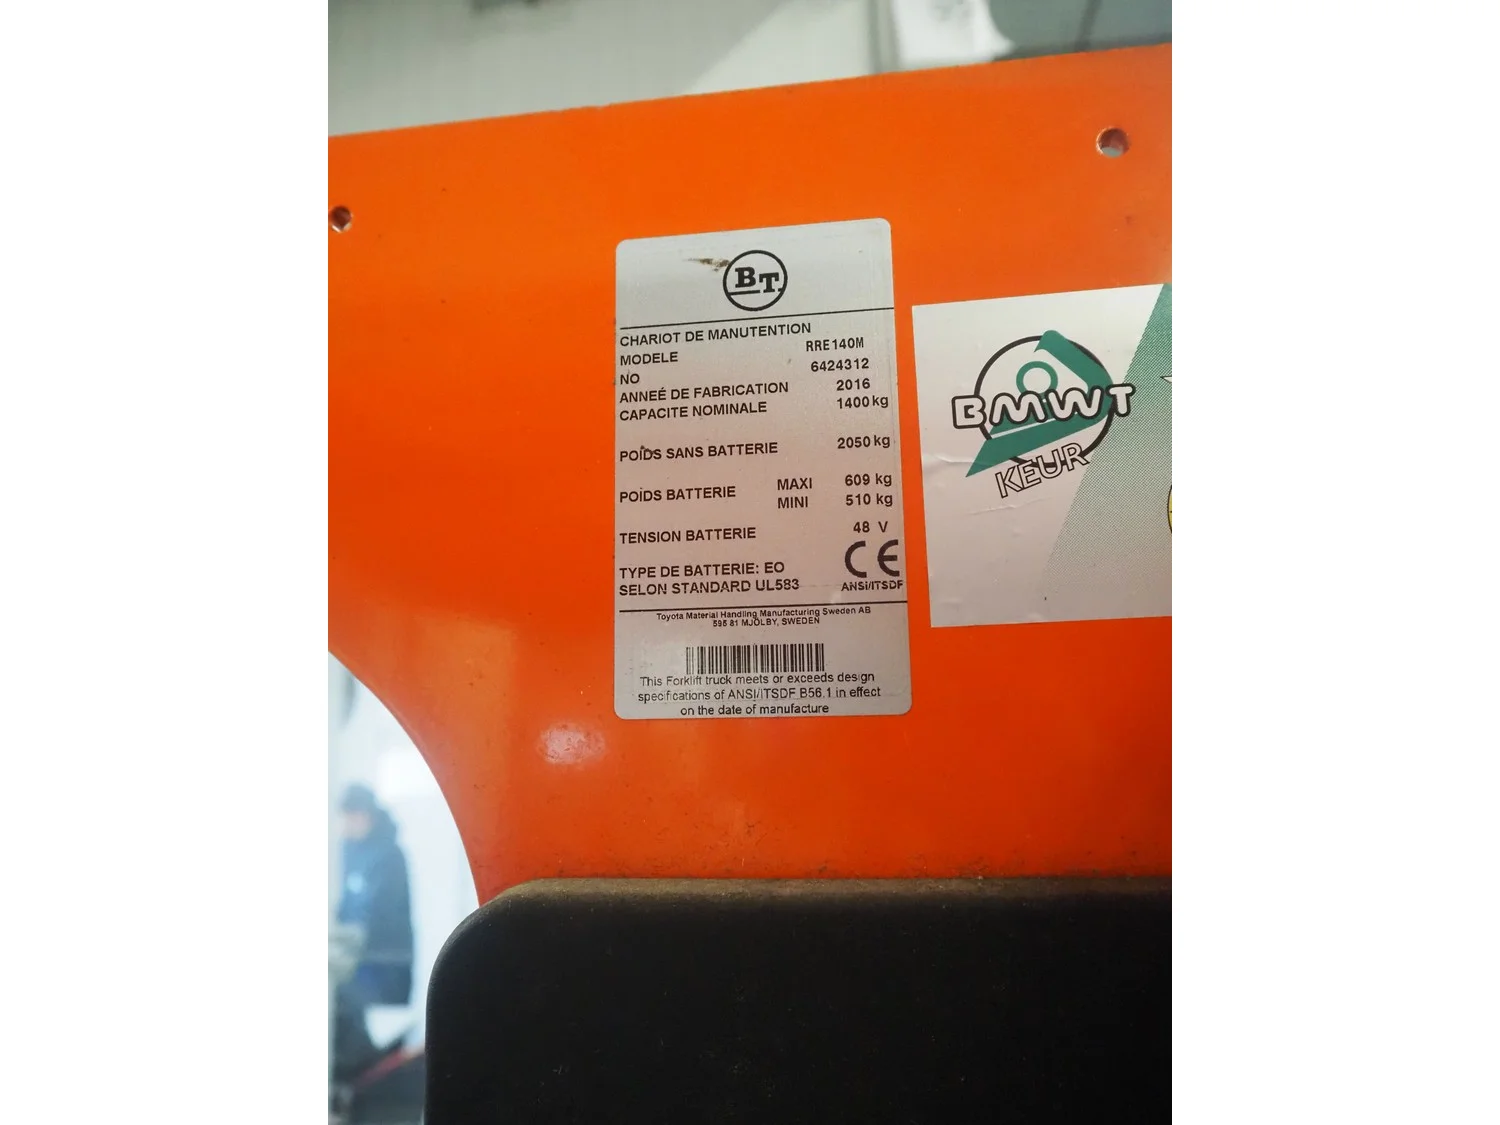 BT
CHARIOT DE MANUTENTION
MODELE RRE140M
NO 6424312
ANNEÉ DE FABRICATION 2016
CAPACITE NOMINALE 1400 kg
POIDS SANS BATTERIE 2050 kg
POIDS BATTERIE MAXI 609 kg
MINI 510 kg
TENSION BATTERIE 48 V
TYPE DE BATTERIE: EO
SELON STANDARD UL583
CE
ANSI/ITSDF
Toyota Material Handling Manufacturing Sweden AB
595 81 MJÖLBY, SWEDEN
This Forklift truck meets or exceeds design
specifications of ANSI/ITSDF B56.1 in effect
on the date of manufacture
BMWT
KEUR